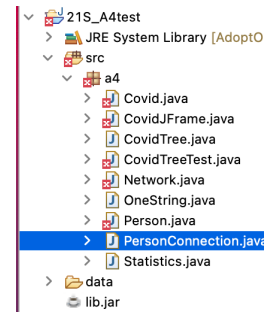 21S_A4test
JRE System Library [AdoptO
src
a4
Covid.java
CovidJFrame.java
CovidTree.java
CovidTreeTest.java
Network.java
OneString.java
Person.java
PersonConnection.java
Statistics.java
data
lib.jar